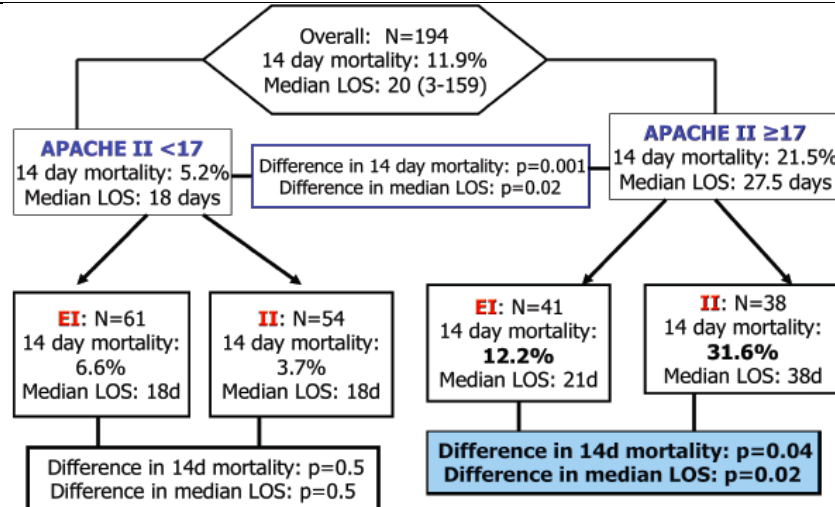 Overall: N=194
14 day mortality: 11.9%
Median LOS: 20 (3-159)
APACHE II <17
14 day mortality: 5.2%
Median LOS: 18 days
Difference in 14 day mortality: p=0.001
Difference in median LOS: p=0.02
APACHE II ≥17
14 day mortality: 21.5%
Median LOS: 27.5 days
EI: N=61
14 day mortality:
6.6%
Median LOS: 18d
II: N=54
14 day mortality:
3.7%
Median LOS: 18d
EI: N=41
14 day mortality:
12.2%
Median LOS: 21d
II: N=38
14 day mortality:
31.6%
Median LOS: 38d
Difference in 14d mortality: p=0.5
Difference in median LOS: p=0.5
Difference in 14d mortality: p=0.04
Difference in median LOS: p=0.02